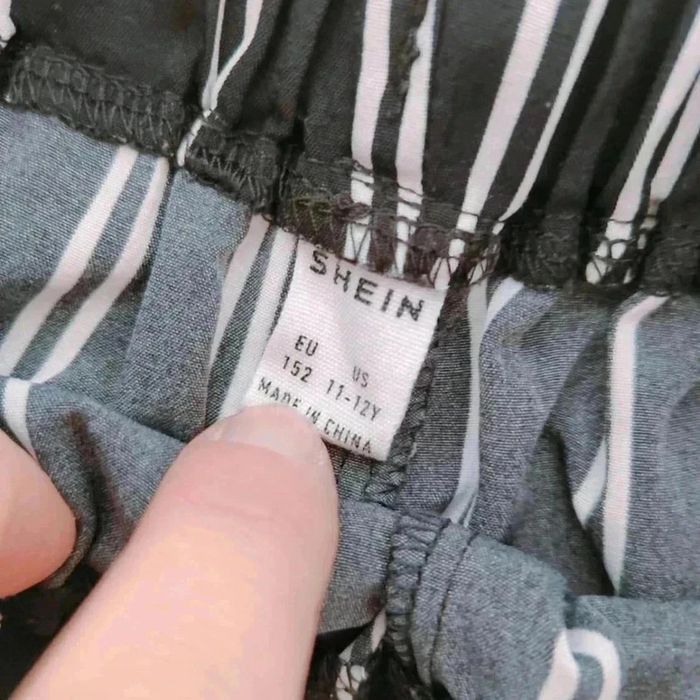 SHEIN
EU US
152 11-12Y
MADE IN CHINA